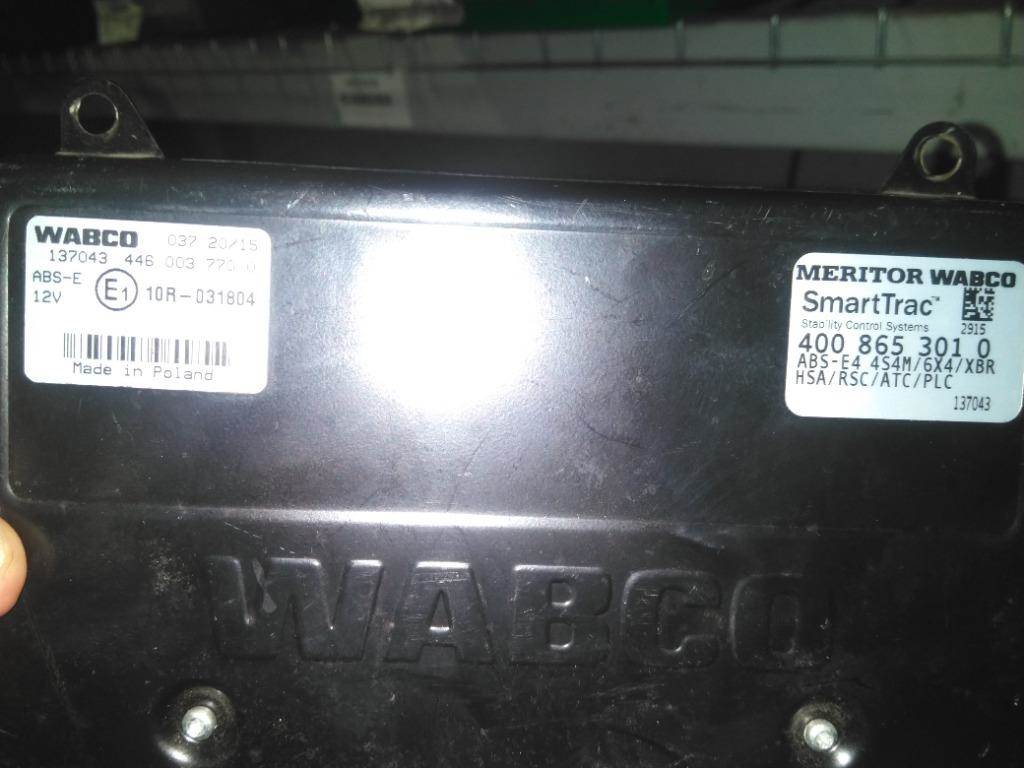 WABCO 037 20/15
137043 446 003 770 0
ABS-E
12V
E1 10R-031804
Made in Poland
MERITOR WABCO
SmartTrac™
Stability Control Systems 2915
400 865 301 0
ABS-E4 4S4M/6X4/XBR
HSA/RSC/ATC/PLC
137043
WABCO